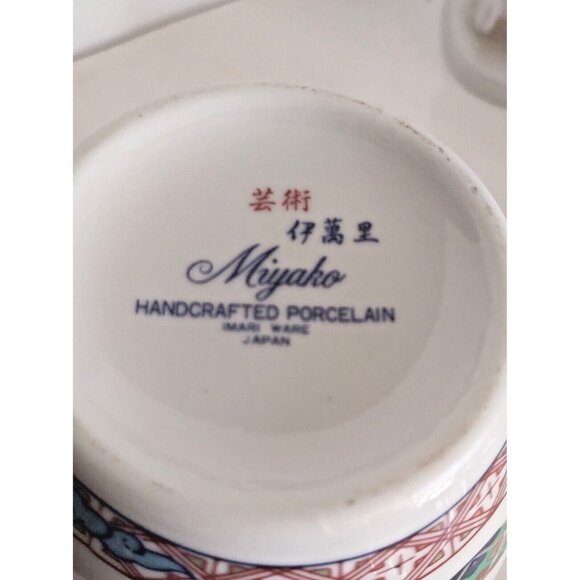 芸術
伊萬里
Miyako
HANDCRAFTED PORCELAIN
IMARI WARE
JAPAN